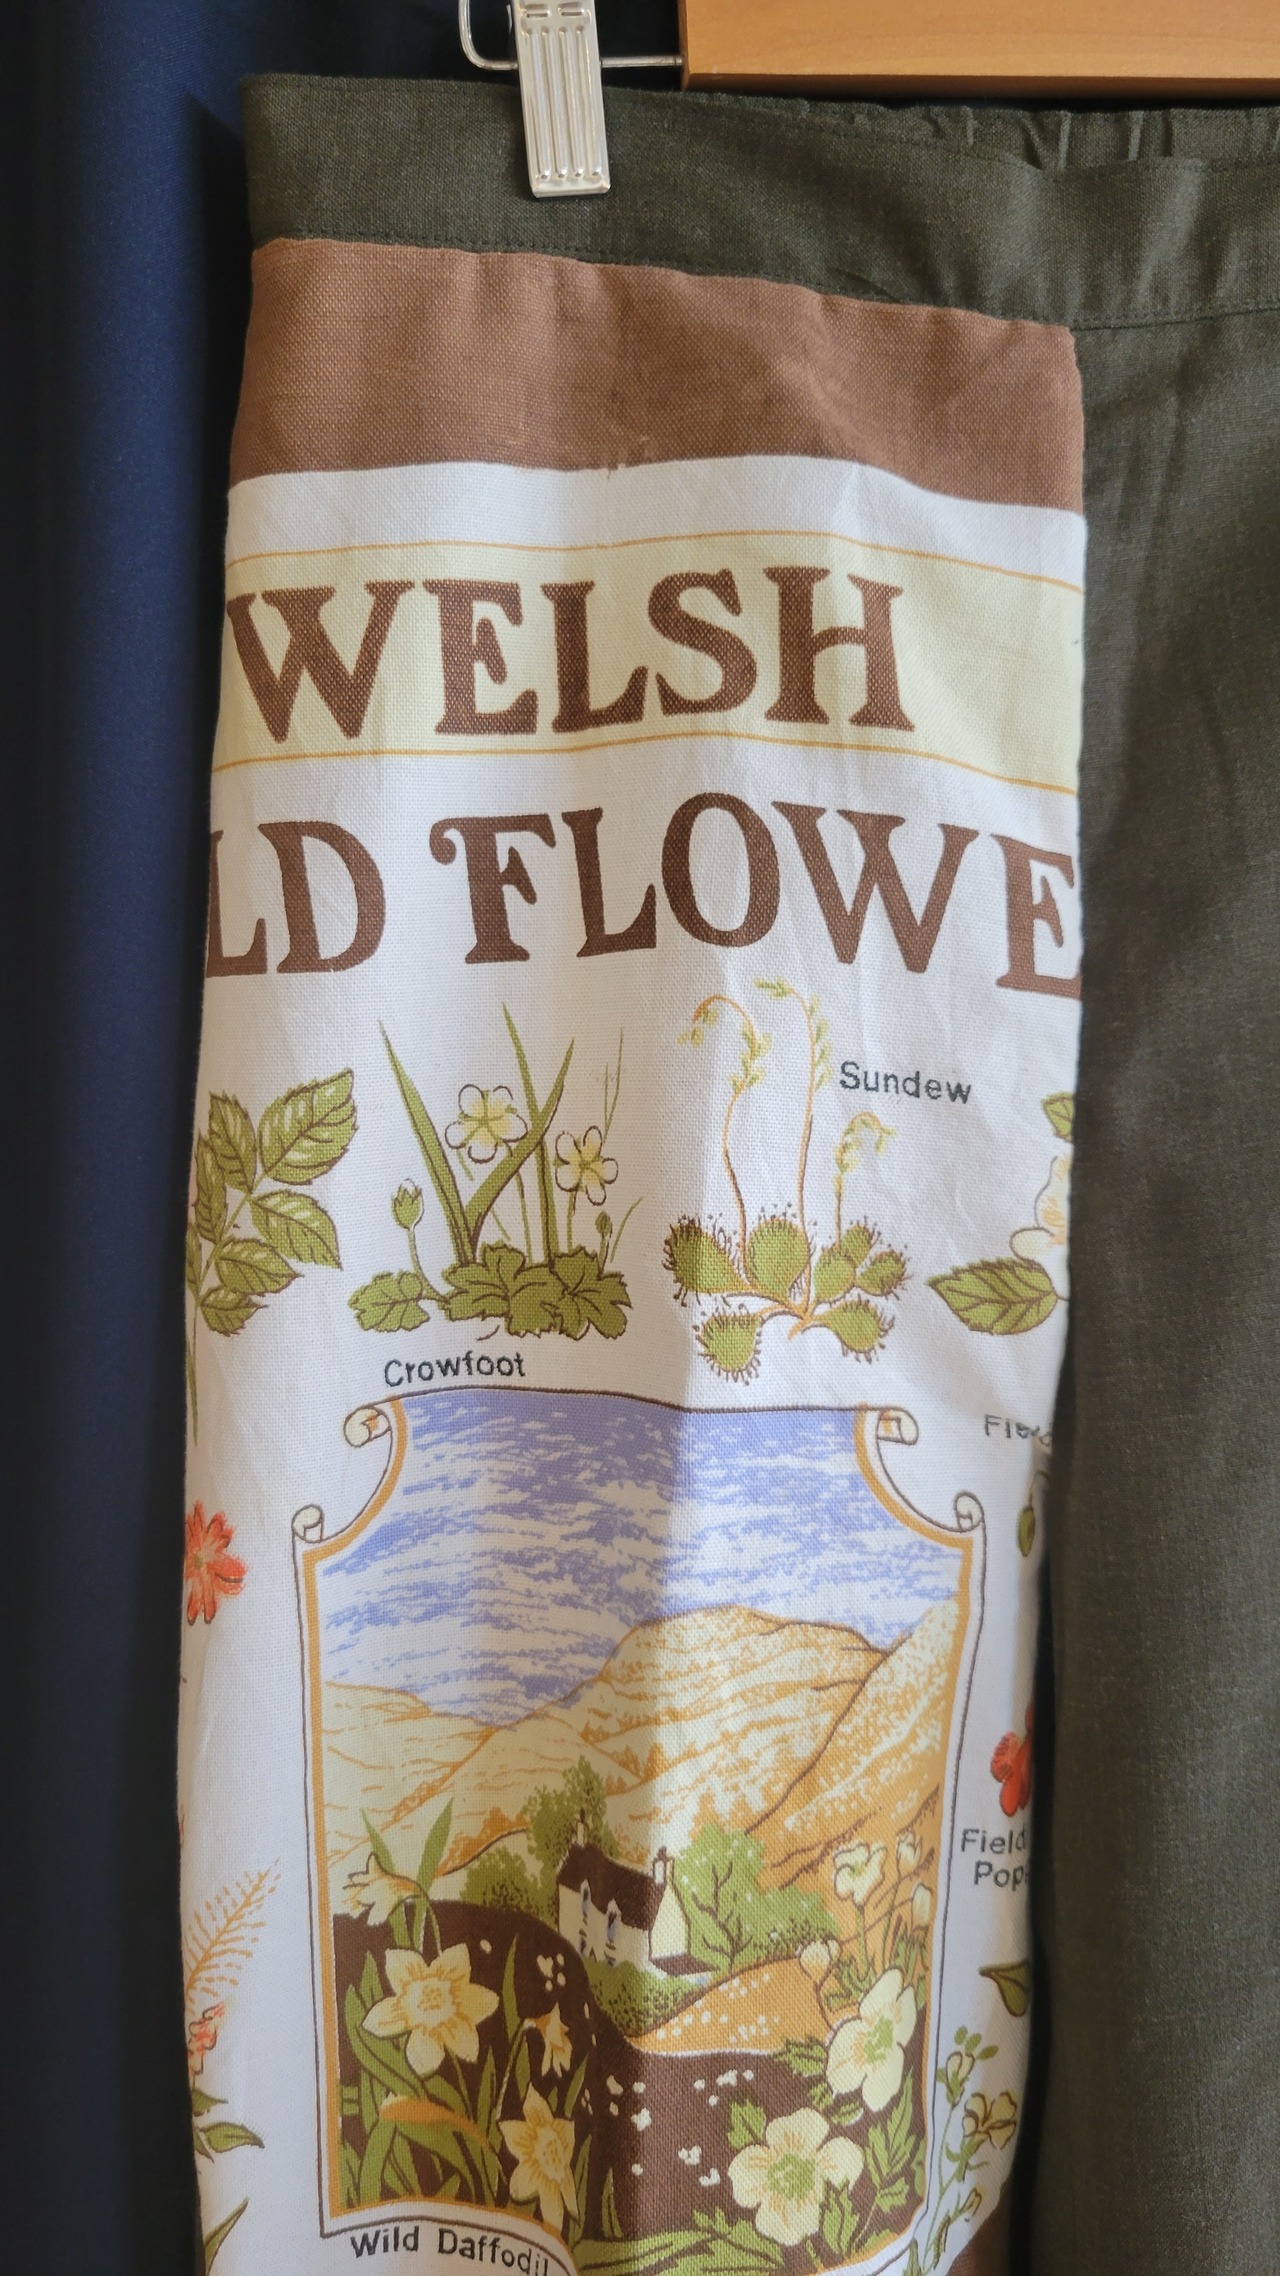 WELSH
LD FLOWE
Sundew
Crowfoot
Field
Pop
Wild Daffodil